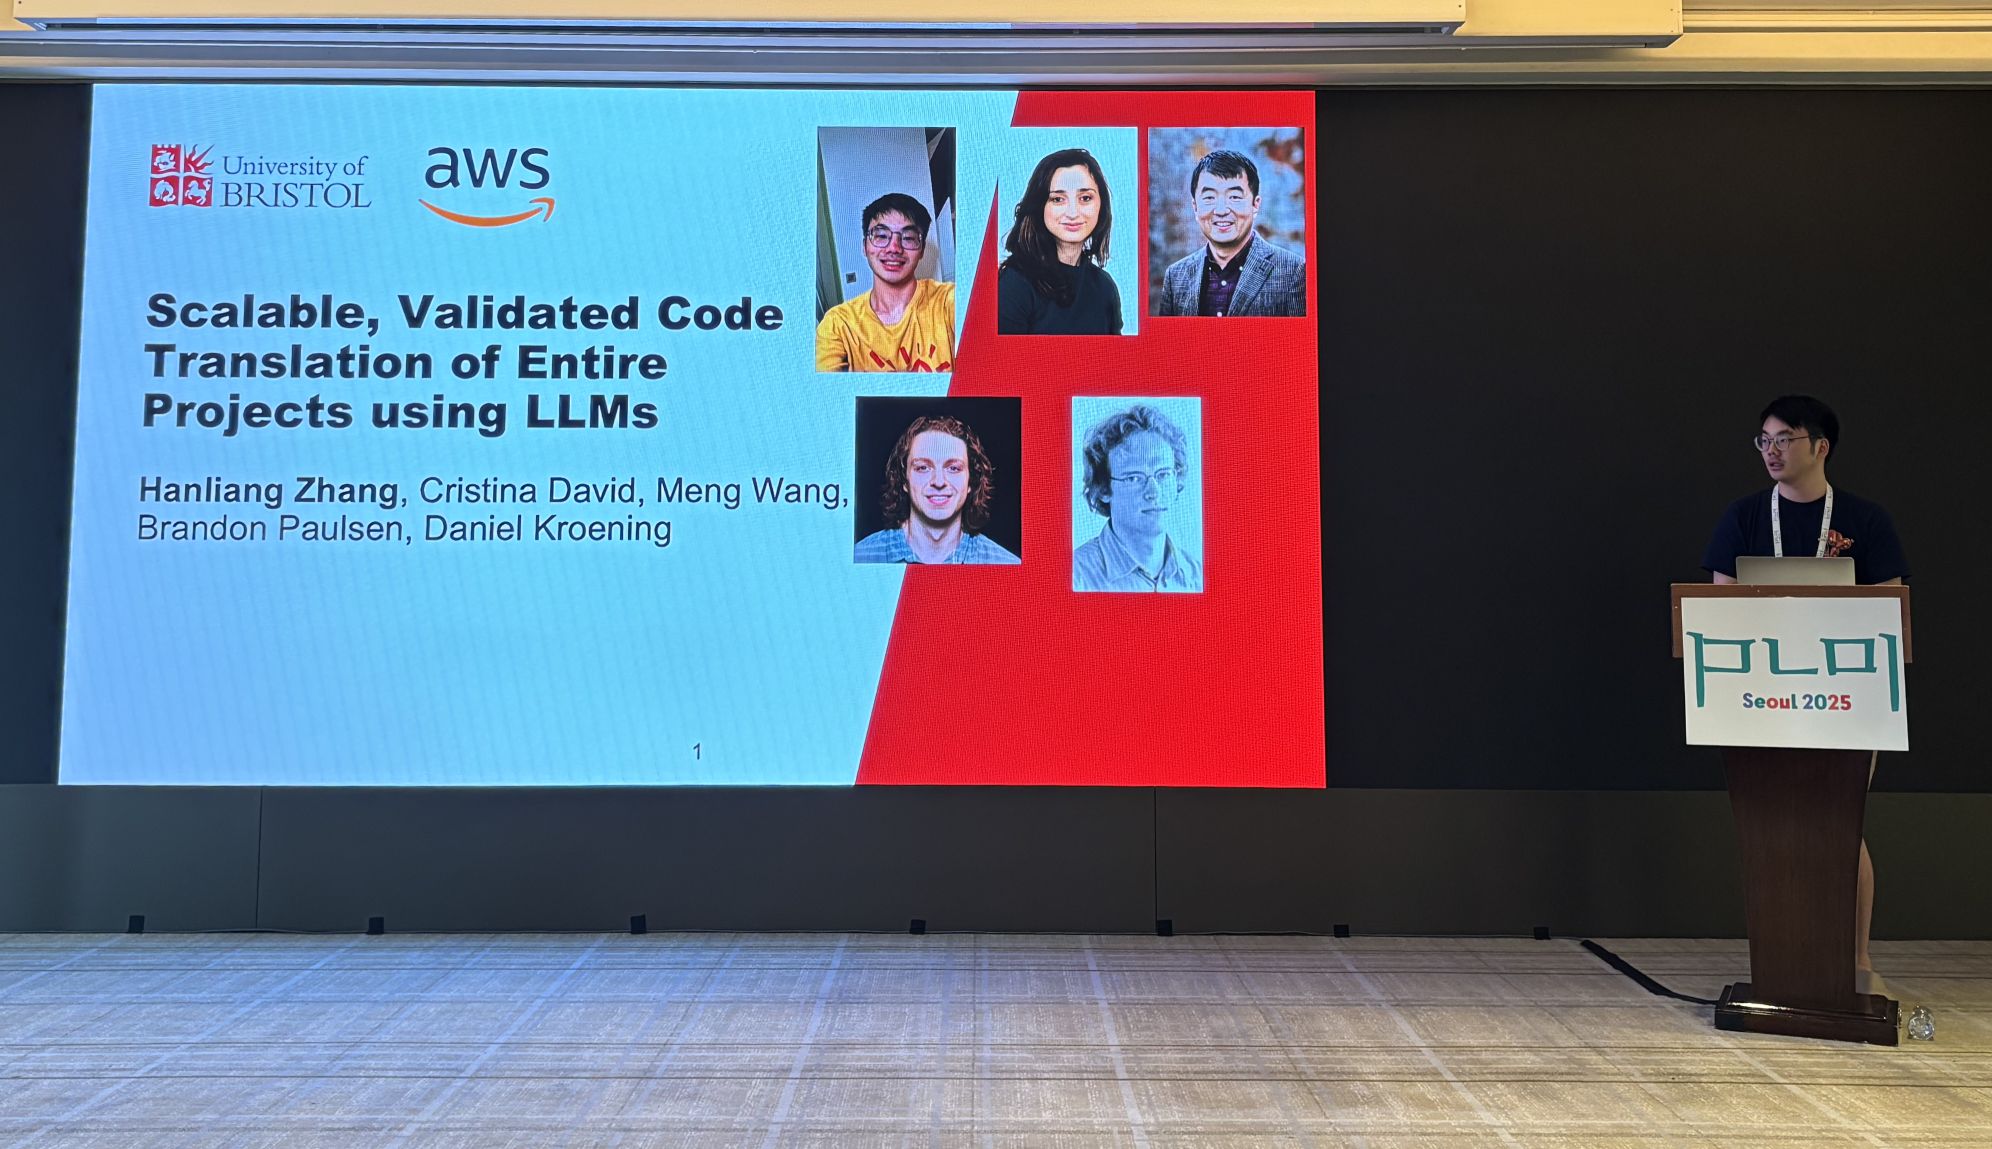 University of
BRISTOL
aws
Scalable, Validated Code
Translation of Entire
Projects using LLMs
Hanliang Zhang, Cristina David, Meng Wang,
Brandon Paulsen, Daniel Kroening
1
PLDI
Seoul 2025